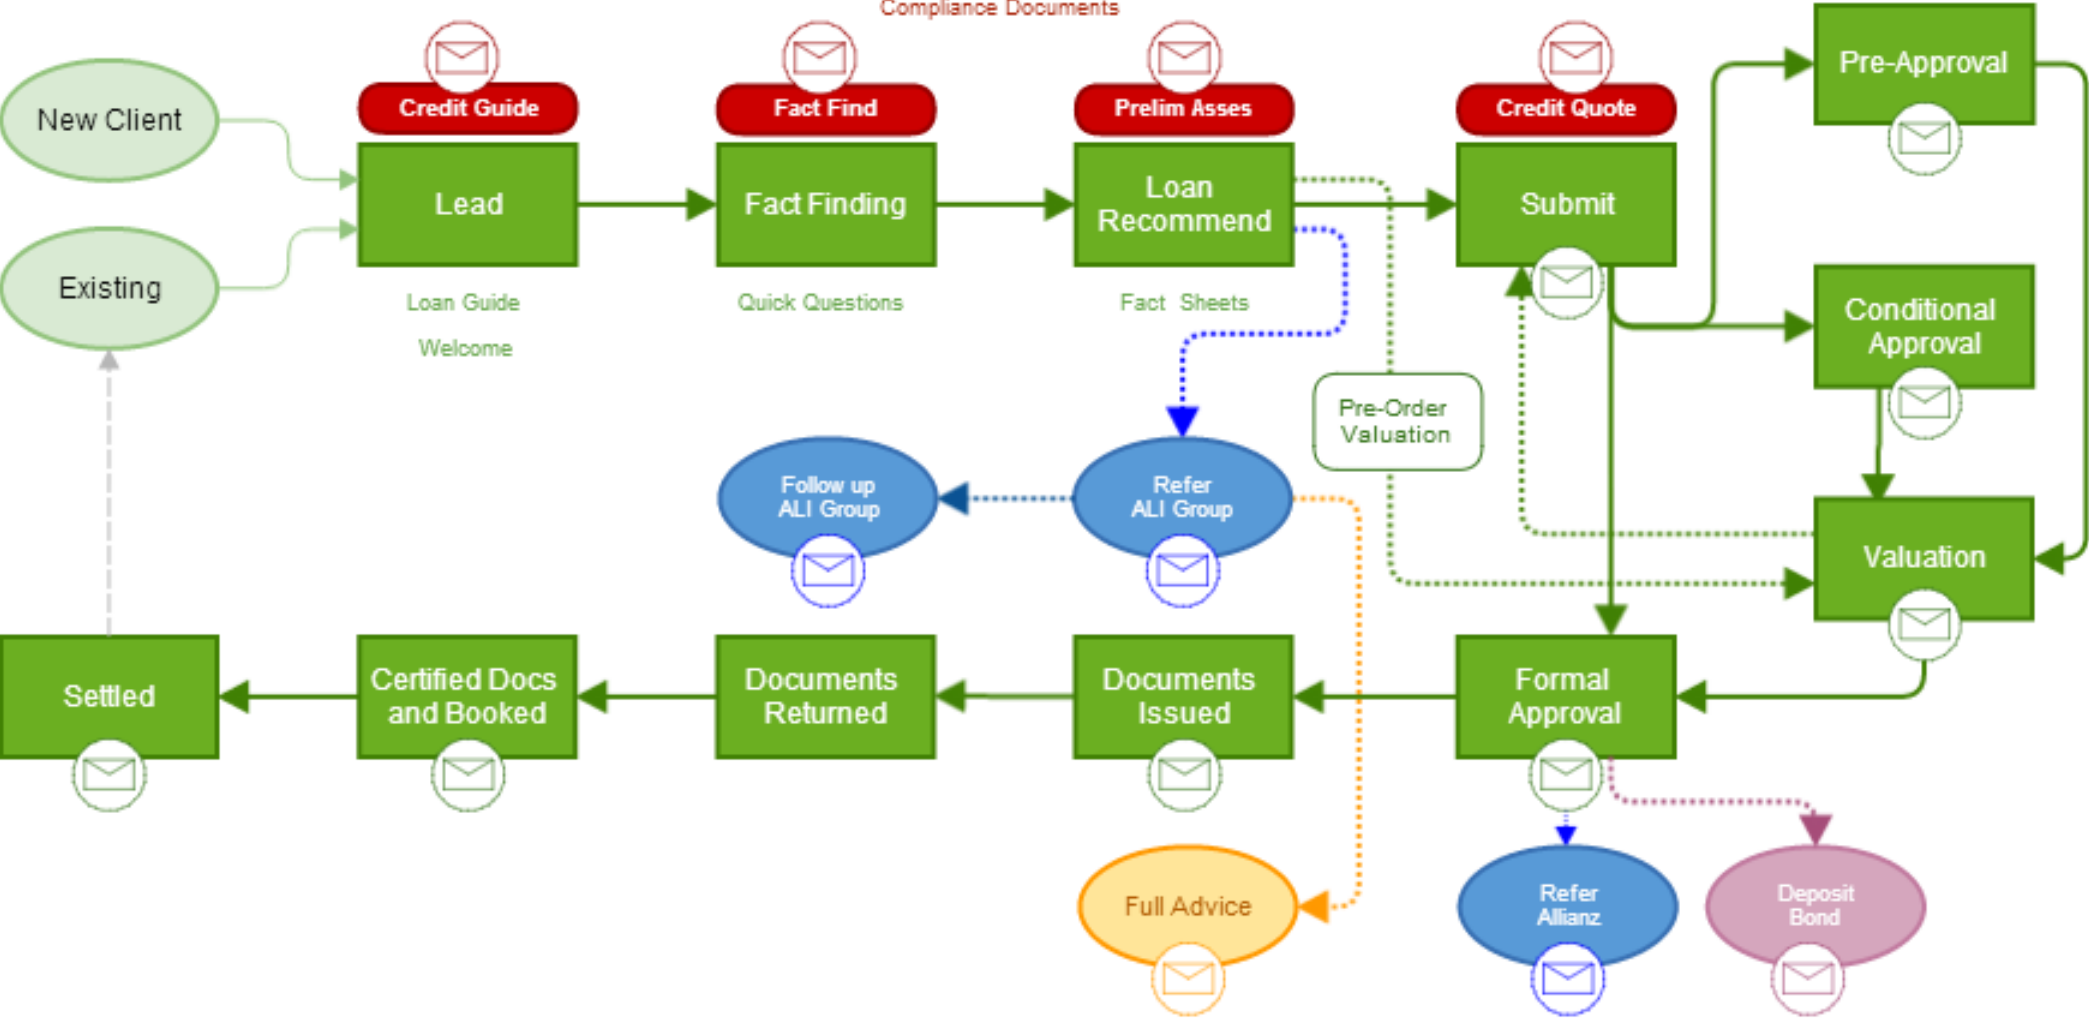 Compliance Documents
New Client
Credit Guide
Fact Find
Prelim Asses
Credit Quote
Pre-Approval
Lead
Fact Finding
Loan
Recommend
Submit
Existing
Loan Guide
Welcome
Quick Questions
Fact Sheets
Conditional
Approval
Pre-Order
Valuation
Follow up
ALI Group
Refer
ALI Group
Valuation
Settled
Certified Docs
and Booked
Documents
Returned
Documents
Issued
Formal
Approval
Full Advice
Refer
Allianz
Deposit
Bond